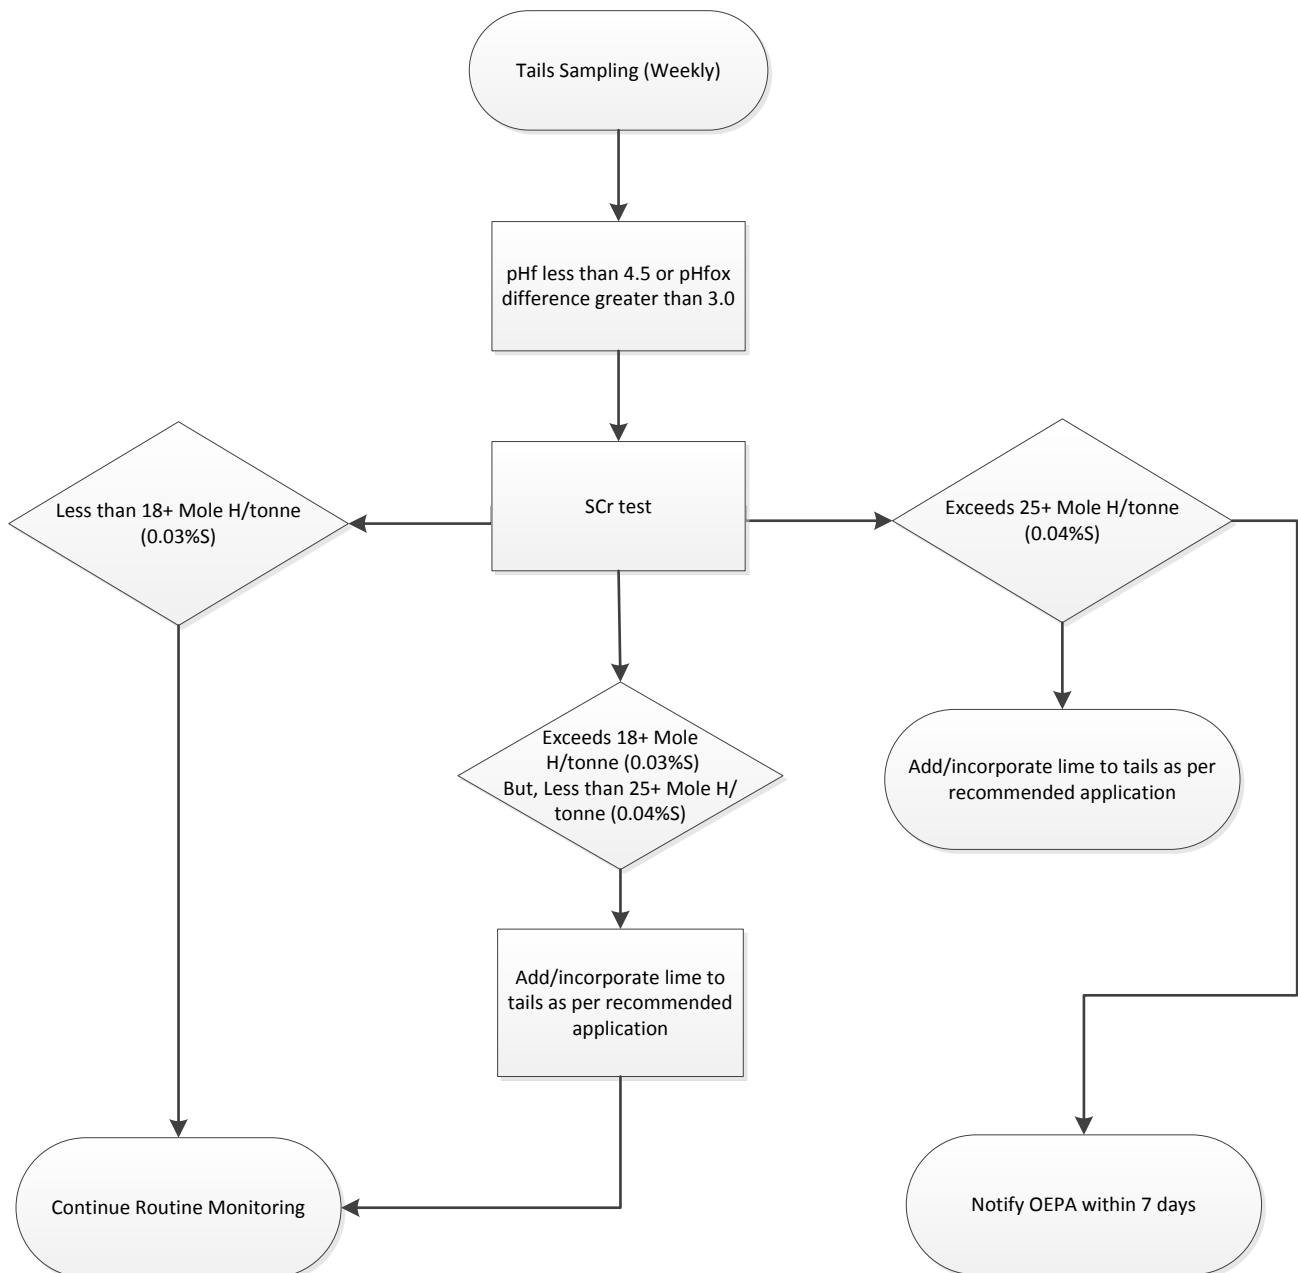 Tails Sampling (Weekly)
pHf less than 4.5 or pHfox
difference greater than 3.0
Less than 18+ Mole H/tonne
(0.03%S)
SCr test
Exceeds 25+ Mole H/tonne
(0.04%S)
Exceeds 18+ Mole
H/tonne (0.03%S)
But, Less than 25+ Mole H/
tonne (0.04%S)
Add/incorporate lime to tails as per
recommended application
Add/incorporate lime to
tails as per recommended
application
Continue Routine Monitoring
Notify OEPA within 7 days